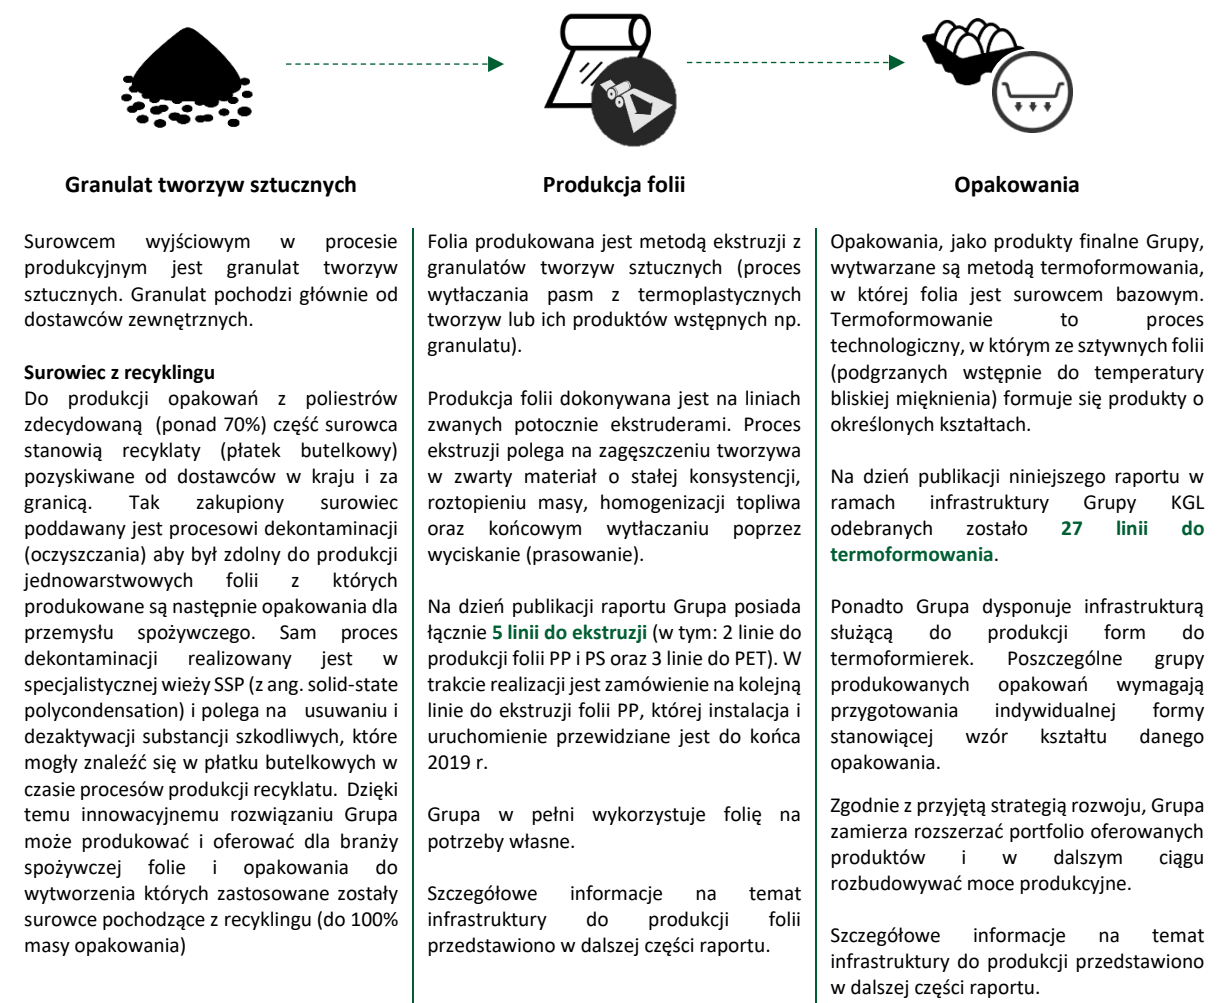 Granulat tworzyw sztucznych
Surowcem wyjściowym w procesie
produkcyjnym jest granulat tworzyw
sztucznych. Granulat pochodzi głównie od
dostawców zewnętrznych.
Surowiec z recyklingu
Do produkcji opakowań z poliestrów
zdecydowaną (ponad 70%) część surowca
stanowią recyklaty (płatek butelkowy)
pozyskiwane od dostawców w kraju i za
granicą. Tak zakupiony surowiec
poddawany jest procesowi dekontaminacji
(oczyszczania) aby był zdolny do produkcji
jednowarstwowych folii z których
produkowane są następnie opakowania dla
przemysłu spożywczego. Sam proces
dekontaminacji realizowany jest w
specjalistycznej wieży SSP (z ang. solid-state
polycondensation) i polega na usuwaniu i
dezaktywacji substancji szkodliwych, które
mogły znaleźć się w płatku butelkowych w
czasie procesów produkcji recyklatu. Dzięki
temu innowacyjnemu rozwiązaniu Grupa
może produkować i oferować dla branży
spożywczej folie i opakowania do
wytworzenia których zastosowane zostały
surowce pochodzące z recyklingu (do 100%
masy opakowania)
Produkcja folii
Folia produkowana jest metodą ekstruzji z
granulatów tworzyw sztucznych (proces
wytłaczania pasm z termoplastycznych
tworzyw lub ich produktów wstępnych np.
granulatu).
Produkcja folii dokonywana jest na liniach
zwanych potocznie ekstruderami. Proces
ekstruzji polega na zagęszczeniu tworzywa
w zwarty materiał o stałej konsystencji,
roztopieniu masy, homogenizacji topliwa
oraz końcowym wytłaczaniu poprzez
wyciskanie (prasowanie).
Na dzień publikacji raportu Grupa posiada
łącznie 5 linii do ekstruzji (w tym: 2 linie do
produkcji folii PP i PS oraz 3 linie do PET). W
trakcie realizacji jest zamówienie na kolejną
linie do ekstruzji folii PP, której instalacja i
uruchomienie przewidziane jest do końca
2019 r.
Grupa w pełni wykorzystuje folię na
potrzeby własne.
Szczegółowe informacje na temat
infrastruktury do produkcji folii
przedstawiono w dalszej części raportu.
Opakowania
Opakowania, jako produkty finalne Grupy,
wytwarzane są metodą termoformowania,
w której folia jest surowcem bazowym.
Termoformowanie to proces
technologiczny, w którym ze sztywnych folii
(podgrzanych wstępnie do temperatury
bliskiej mięknienia) formuje się produkty o
określonych kształtach.
Na dzień publikacji niniejszego raportu w
ramach infrastruktury Grupy KGL
odebranych zostało 27 linii do
termoformowania.
Ponadto Grupa dysponuje infrastrukturą
służącą do produkcji form do
termoformierek. Poszczególne grupy
produkowanych opakowań wymagają
przygotowania indywidualnej formy
stanowiącej wzór kształtu danego
opakowania.
Zgodnie z przyjętą strategią rozwoju, Grupa
zamierza rozszerzać portfolio oferowanych
produktów i w dalszym ciągu
rozbudowywać moce produkcyjne.
Szczegółowe informacje na temat
infrastruktury do produkcji przedstawiono
w dalszej części raportu.